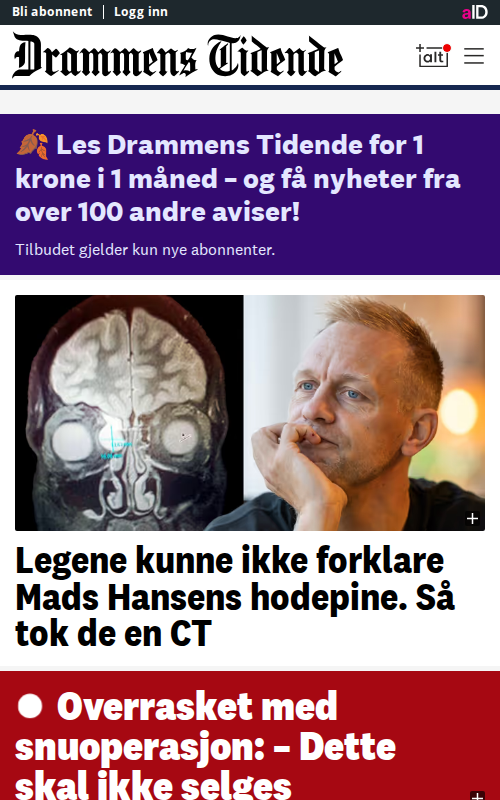 Bli abonnent | Logg inn
aID
Drammens Tidende
+alt
🍂 Les Drammens Tidende for 1
krone i 1 måned – og få nyheter fra
over 100 andre aviser!
Tilbudet gjelder kun nye abonnenter.
Legene kunne ikke forklare
Mads Hansens hodepine. Så
tok de en CT
Overrasket med
snuoperasjon: – Dette
skal ikke selges